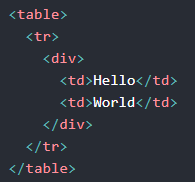 <table>
<tr>
<div>
<td>Hello</td>
<td>World</td>
</div>
</tr>
</table>